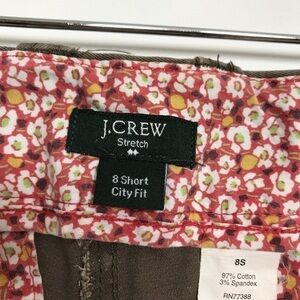 J.CREW
Stretch
8 Short
City Fit
8S
97% Cotton
3% Spandex
RN77388